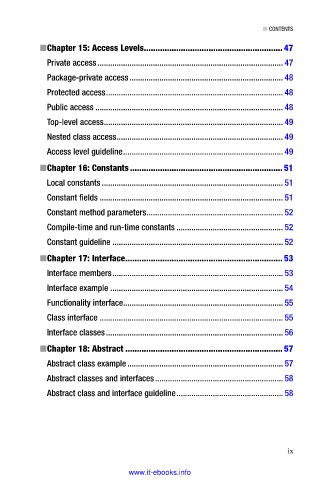 ■ CONTENTS
■Chapter 15: Access Levels............................................................ 47
Private access................................................................................ 47
Package-private access.................................................................. 48
Protected access............................................................................. 48
Public access ................................................................................. 48
Top-level access.............................................................................. 49
Nested class access........................................................................ 49
Access level guideline..................................................................... 49
■Chapter 16: Constants .................................................................. 51
Local constants ............................................................................... 51
Constant fields ................................................................................ 51
Constant method parameters.......................................................... 52
Compile-time and run-time constants ............................................. 52
Constant guideline .......................................................................... 52
■Chapter 17: Interface.................................................................... 53
Interface members.......................................................................... 53
Interface example ........................................................................... 54
Functionality interface..................................................................... 55
Class interface ................................................................................ 55
Interface classes ............................................................................. 56
■Chapter 18: Abstract .................................................................... 57
Abstract class example ................................................................... 57
Abstract classes and interfaces....................................................... 58
Abstract class and interface guideline............................................. 58
ix
www.it-ebooks.info